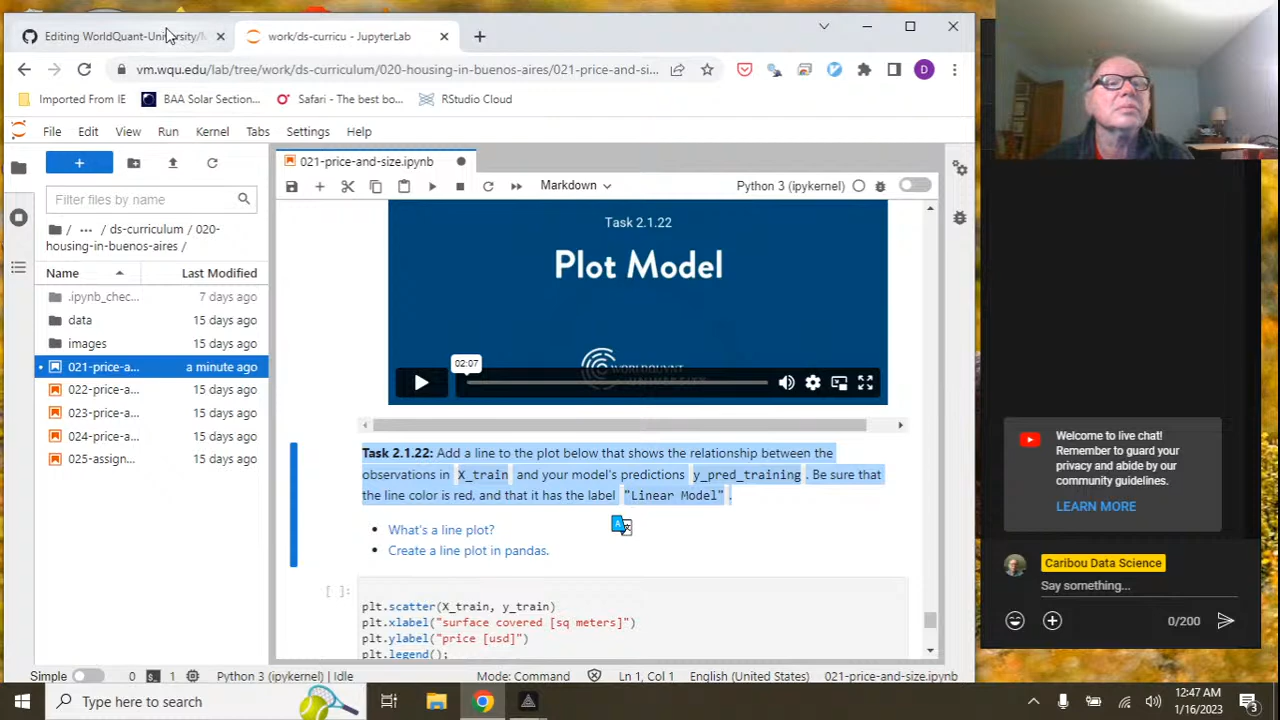 Editing WorldQuant-University/M
work/ds-curricu - JupyterLab
vm.wqu.edu/lab/tree/work/ds-curriculum/020-housing-in-buenos-aires/021-price-and-si...
D
Imported From IE
BAA Solar Section...
Safari - The best bo...
RStudio Cloud
File Edit View Run Kernel Tabs Settings Help
021-price-and-size.ipynb
Markdown
Python 3 (ipykernel)
Filter files by name
/ ... / ds-curriculum / 020-
housing-in-buenos-aires /
Name Last Modified
.ipynb_chec... 7 days ago
data 15 days ago
images 15 days ago
021-price-a... a minute ago
022-price-a... 15 days ago
023-price-a... 15 days ago
024-price-a... 15 days ago
025-assign... 15 days ago
Task 2.1.22
Plot Model
02:07
Task 2.1.22: Add a line to the plot below that shows the relationship between the
observations in X_train and your model's predictions y_pred_training . Be sure that
the line color is red, and that it has the label "Linear Model" .
What's a line plot?
Create a line plot in pandas.
[ ]:
plt.scatter(X_train, y_train)
plt.xlabel("surface covered [sq meters]")
plt.ylabel("price [usd]")
plt.legend();
Simple 0 1 Python 3 (ipykernel) | Idle Mode: Command Ln 1, Col 1 English (United States) 021-price-and-size.ipynb
Welcome to live chat!
Remember to guard your
privacy and abide by our
community guidelines.
LEARN MORE
Caribou Data Science
Say something...
0/200
Type here to search
12:47 AM
1/16/2023
3